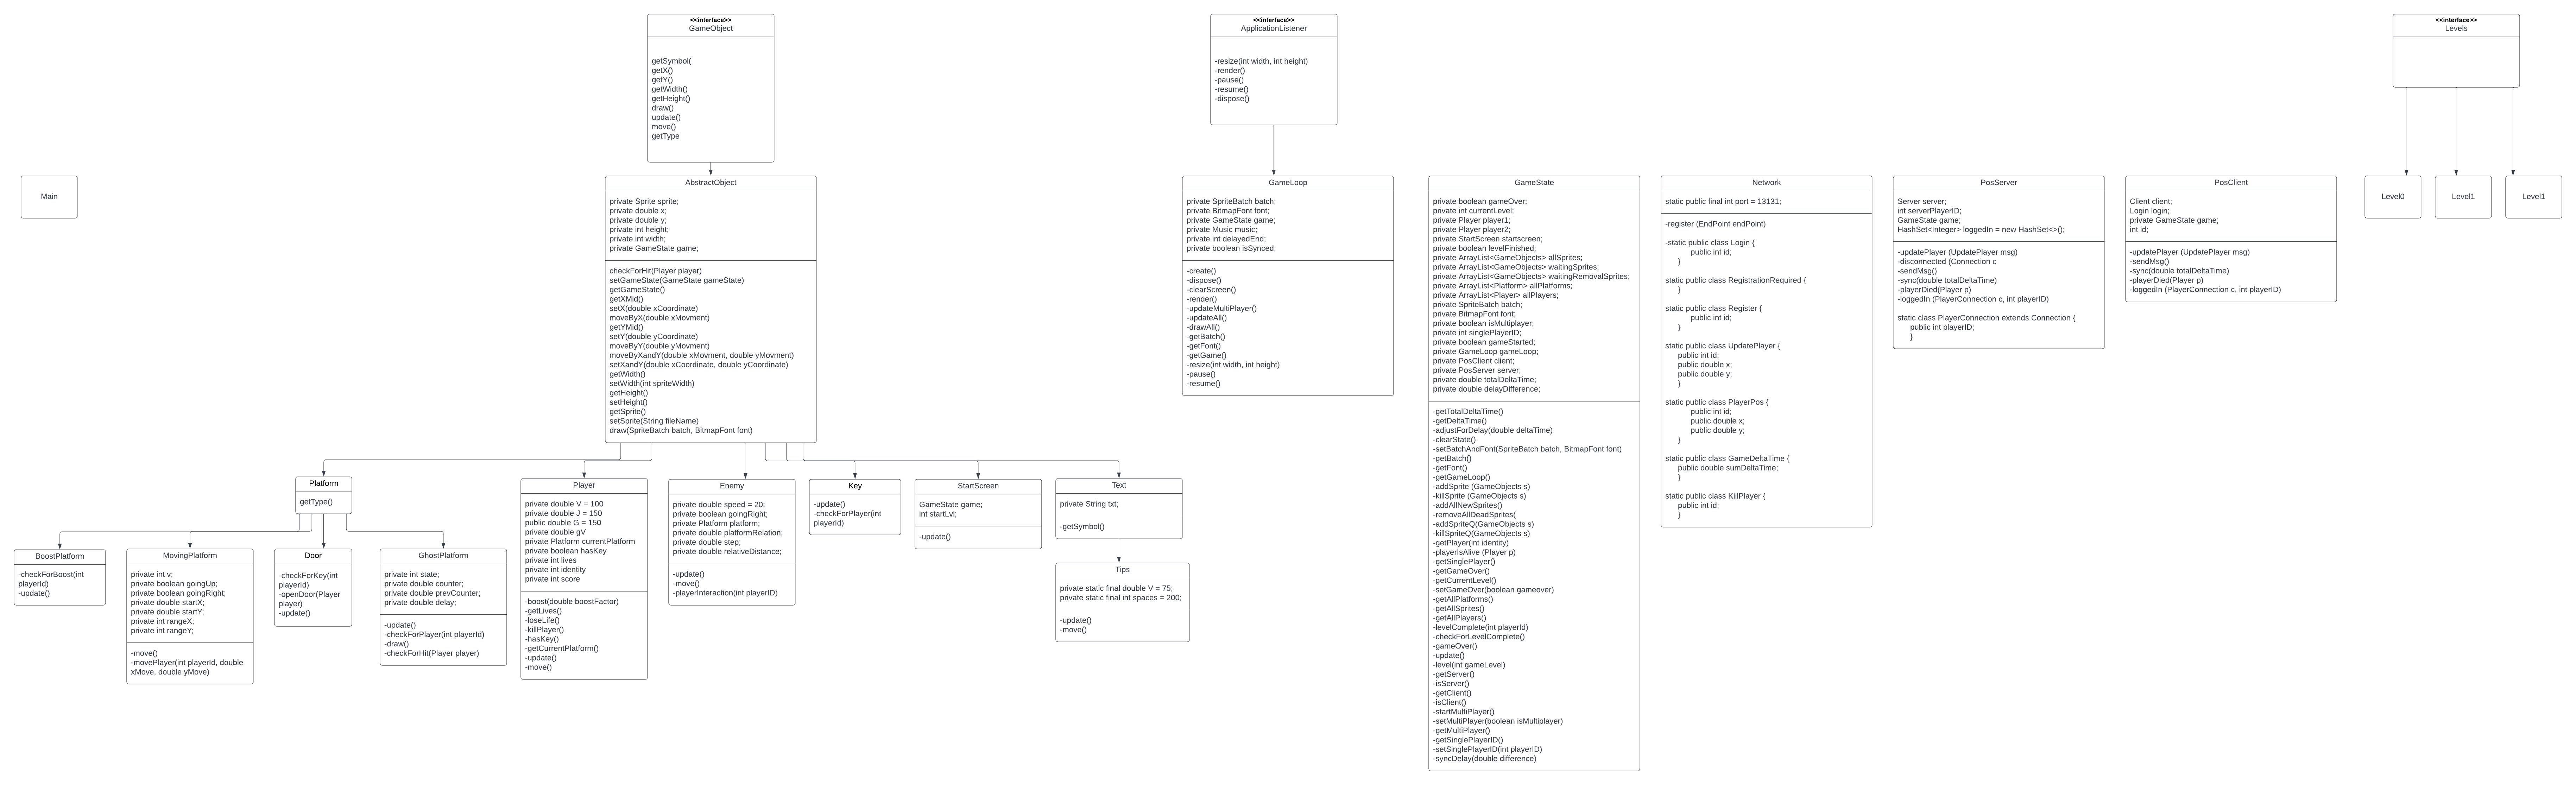 <<interface>>
GameObject
getSymbol(
getX()
getY()
getWidth()
getHeight()
draw()
update()
move()
getType
<<interface>>
ApplicationListener
-resize(int width, int height)
-render()
-pause()
-resume()
-dispose()
<<interface>>
Levels
Main
AbstractObject
private Sprite sprite;
private double x;
private double y;
private int height;
private int width;
private GameState game;
checkForHit(Player player)
setGameState(GameState gameState)
getGameState()
getXMid()
setX(double xCoordinate)
moveByX(double xMovment)
getYMid()
setY(double yCoordinate)
moveByY(double yMovment)
moveByXandY(double xMovment, double yMovment)
setXandY(double xCoordinate, double yCoordinate)
getWidth()
setWidth(int spriteWidth)
getHeight()
setHeight()
getSprite()
setSprite(String fileName)
draw(SpriteBatch batch, BitmapFont font)
GameLoop
private SpriteBatch batch;
private BitmapFont font;
private GameState game;
private Music music;
private int delayedEnd;
private boolean isSynced;
-create()
-dispose()
-clearScreen()
-render()
-updateMultiPlayer()
-updateAll()
-drawAll()
-getBatch()
-getFont()
-getGame()
-resize(int width, int height)
-pause()
-resume()
GameState
private boolean gameOver;
private int currentLevel;
private Player player1;
private Player player2;
private StartScreen startscreen;
private boolean levelFinished;
private ArrayList<GameObjects> allSprites;
private ArrayList<GameObjects> waitingSprites;
private ArrayList<GameObjects> waitingRemovalSprites;
private ArrayList<Platform> allPlatforms;
private ArrayList<Player> allPlayers;
private SpriteBatch batch;
private BitmapFont font;
private boolean isMultiplayer;
private int singlePlayerID;
private boolean gameStarted;
private GameLoop gameLoop;
private PosClient client;
private PosServer server;
private double totalDeltaTime;
private double delayDifference;
-getTotalDeltaTime()
-getDeltaTime()
-adjustForDelay(double deltaTime)
-clearState()
-setBatchAndFont(SpriteBatch batch, BitmapFont font)
-getBatch()
-getFont()
-getGameLoop()
-addSprite (GameObjects s)
-killSprite (GameObjects s)
-addAllNewSprites()
-removeAllDeadSprites(
-addSpriteQ(GameObjects s)
-killSpriteQ(GameObjects s)
-getPlayer(int identity)
-playerIsAlive (Player p)
-getSinglePlayer()
-getGameOver()
-getCurrentLevel()
-setGameOver(boolean gameover)
-getAllPlatforms()
-getAllSprites()
-getAllPlayers()
-levelComplete(int playerId)
-checkForLevelComplete()
-gameOver()
-update()
-level(int gameLevel)
-getServer()
-isServer()
-getClient()
-isClient()
-startMultiPlayer()
-setMultiPlayer(boolean isMultiplayer)
-getMultiPlayer()
-getSinglePlayerID()
-setSinglePlayerID(int playerID)
-syncDelay(double difference)
Network
static public final int port = 13131;
-register (EndPoint endPoint)
-static public class Login {
public int id;
}
static public class RegistrationRequired {
}
static public class Register {
public int id;
}
static public class UpdatePlayer {
public int id;
public double x;
public double y;
}
static public class PlayerPos {
public int id;
public double x;
public double y;
}
static public class GameDeltaTime {
public double sumDeltaTime;
}
static public class KillPlayer {
public int id;
}
PosServer
Server server;
int serverPlayerID;
GameState game;
HashSet<Integer> loggedIn = new HashSet<>();
-updatePlayer (UpdatePlayer msg)
-disconnected (Connection c
-sendMsg()
-sync(double totalDeltaTime)
-playerDied(Player p)
-loggedIn (PlayerConnection c, int playerID)
static class PlayerConnection extends Connection {
public int playerID;
}
PosClient
Client client;
Login login;
private GameState game;
int id;
-updatePlayer (UpdatePlayer msg)
-sendMsg()
-sync(double totalDeltaTime)
-playerDied(Player p)
-loggedIn (PlayerConnection c, int playerID)
Level0
Level1
Level1
Platform
getType()
Player
private double V = 100
private double J = 150
public double G = 150
private double gV
private Platform currentPlatform
private boolean hasKey
private int lives
private int identity
private int score
-boost(double boostFactor)
-getLives()
-loseLife()
-killPlayer()
-hasKey()
-getCurrentPlatform()
-update()
-move()
Enemy
private double speed = 20;
private boolean goingRight;
private Platform platform;
private double platformRelation;
private double step;
private double relativeDistance;
-update()
-move()
-playerInteraction(int playerID)
Key
-update()
-checkForPlayer(int
playerId)
StartScreen
GameState game;
int startLvl;
-update()
Text
private String txt;
-getSymbol()
Tips
private static final double V = 75;
private static final int spaces = 200;
-update()
-move()
BoostPlatform
-checkForBoost(int
playerId)
-update()
MovingPlatform
private int v;
private boolean goingUp;
private boolean goingRight;
private double startX;
private double startY;
private int rangeX;
private int rangeY;
-move()
-movePlayer(int playerId, double
xMove, double yMove)
Door
-checkForKey(int
playerId)
-openDoor(Player
player)
-update()
GhostPlatform
private int state;
private double counter;
private double prevCounter;
private double delay;
-update()
-checkForPlayer(int playerId)
-draw()
-checkForHit(Player player)